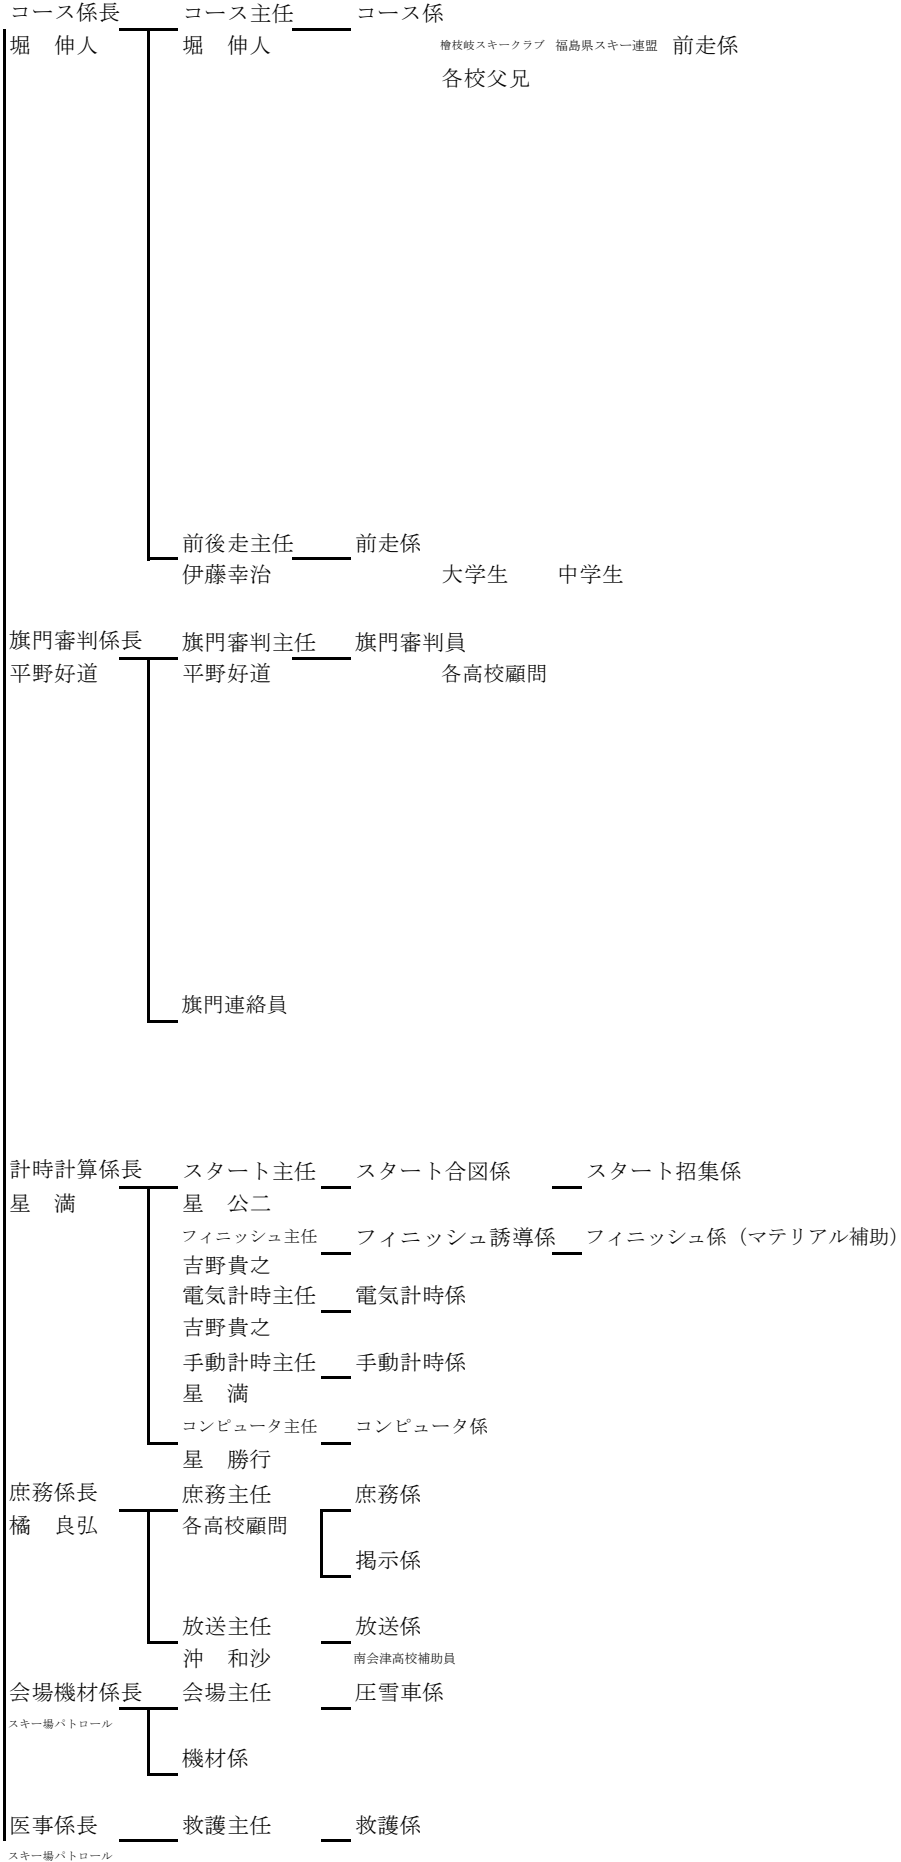 コース係長 コース主任 コース係
堀　伸人 堀　伸人 檜枝岐スキークラブ 福島県スキー連盟 前走係
各校父兄
前後走主任 前走係
伊藤幸治 大学生 中学生
旗門審判係長 旗門審判主任 旗門審判員
平野好道 平野好道 各高校顧問
旗門連絡員
計時計算係長 スタート主任 スタート合図係 スタート招集係
星　満 星　公二
フィニッシュ主任 フィニッシュ誘導係 フィニッシュ係（マテリアル補助）
吉野貴之
電気計時主任 電気計時係
吉野貴之
手動計時主任 手動計時係
星　満
コンピュータ主任 コンピュータ係
星　勝行
庶務係長 庶務主任 庶務係
橘　良弘 各高校顧問
掲示係
放送主任 放送係
沖　和沙 南会津高校補助員
会場機材係長 会場主任 圧雪車係
スキー場パトロール
機材係
医事係長 救護主任 救護係
スキー場パトロール